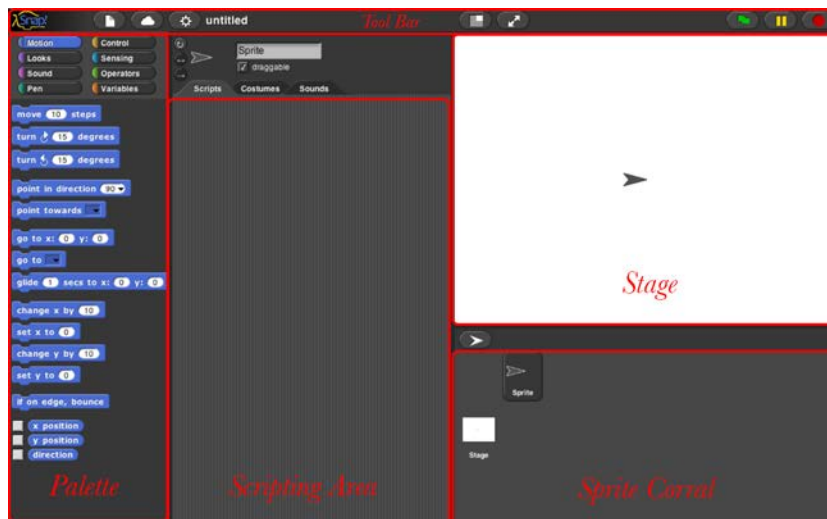 λSnap!
untitled
Tool Bar
Motion Control
Looks Sensing
Sound Operators
Pen Variables
Sprite
draggable
Scripts Costumes Sounds
move 10 steps
turn 15 degrees
turn 15 degrees
point in direction 90
point towards
go to x: 0 y: 0
go to
glide 1 secs to x: 0 y: 0
change x by 10
set x to 0
change y by 10
set y to 0
if on edge, bounce
x position
y position
direction
Palette
Scripting Area
Stage
Sprite
Stage
Sprite Corral